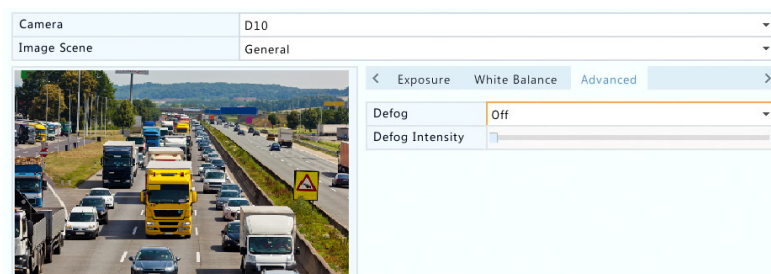 Camera D10
Image Scene General
Exposure White Balance Advanced
Defog Off
Defog Intensity